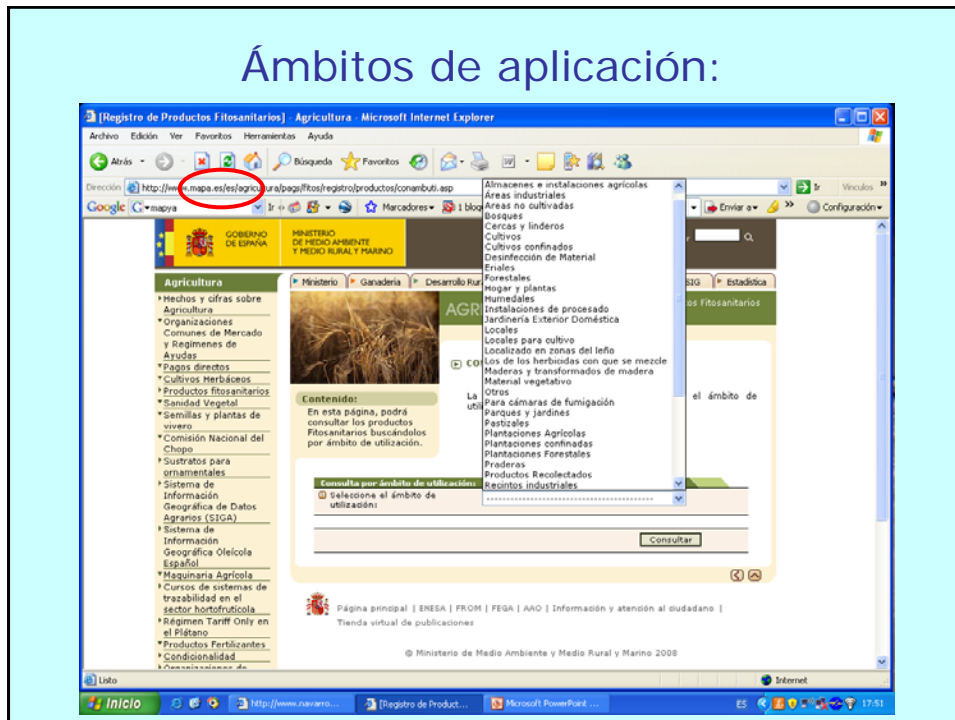 Ámbitos de aplicación:
[Registro de Productos Fitosanitarios] - Agricultura - Microsoft Internet Explorer
Archivo Edición Ver Favoritos Herramientas Ayuda
Atrás Búsqueda Favoritos
Dirección http://www.mapa.es/es/agricultura/pags/fitos/registro/productos/conambuti.asp Ir Vínculos
Google mapya Ir Marcadores 1 bloq Enviar a Configuración
GOBIERNO DE ESPAÑA
MINISTERIO DE MEDIO AMBIENTE Y MEDIO RURAL Y MARINO
Ministerio Ganadería Desarrollo Rur SIG Estadística
Agricultura
Hechos y cifras sobre
Agricultura
Organizaciones
Comunes de Mercado
y Regímenes de
Ayudas
Pagos directos
Cultivos Herbáceos
Productos fitosanitarios
Sanidad Vegetal
Semillas y plantas de
vivero
Comisión Nacional del
Chopo
Sustratos para
ornamentales
Sistema de
Información
Geográfica de Datos
Agrarios (SIGA)
Sistema de
Información
Geográfica Oleícola
Español
Maquinaria Agrícola
Cursos de sistemas de
trazabilidad en el
sector hortofrutícola
Régimen Tariff Only en
el Plátano
Productos Fertilizantes
Condicionalidad
Organizaciones de
AGR
os Fitosanitarios
CO
La
el ámbito de
utili
Contenido:
En esta página, podrá
consultar los productos
Fitosanitarios buscándolos
por ámbito de utilización.
Almacenes e instalaciones agrícolas
Áreas industriales
Areas no cultivadas
Bosques
Cercas y linderos
Cultivos
Cultivos confinados
Desinfección de Material
Eriales
Forestales
Hogar y plantas
Humedales
Instalaciones de procesado
Jardinería Exterior Doméstica
Locales
Locales para cultivo
Localizado en zonas del leño
Los de los herbicidas con que se mezcle
Maderas y transformados de madera
Material vegetativo
Otros
Para cámaras de fumigación
Parques y jardines
Pastizales
Plantaciones Agrícolas
Plantaciones confinadas
Plantaciones Forestales
Praderas
Productos Recolectados
Recintos industriales
Consulta por ámbito de utilización:
Seleccione el ámbito de
utilización:
Consultar
Página principal | ENESA | FROM | FEGA | AAO | Información y atención al ciudadano |
Tienda virtual de publicaciones
© Ministerio de Medio Ambiente y Medio Rural y Marino 2008
Listo Internet
Inicio http://www.navarro... [Registro de Product... Microsoft PowerPoint ... ES 17:51